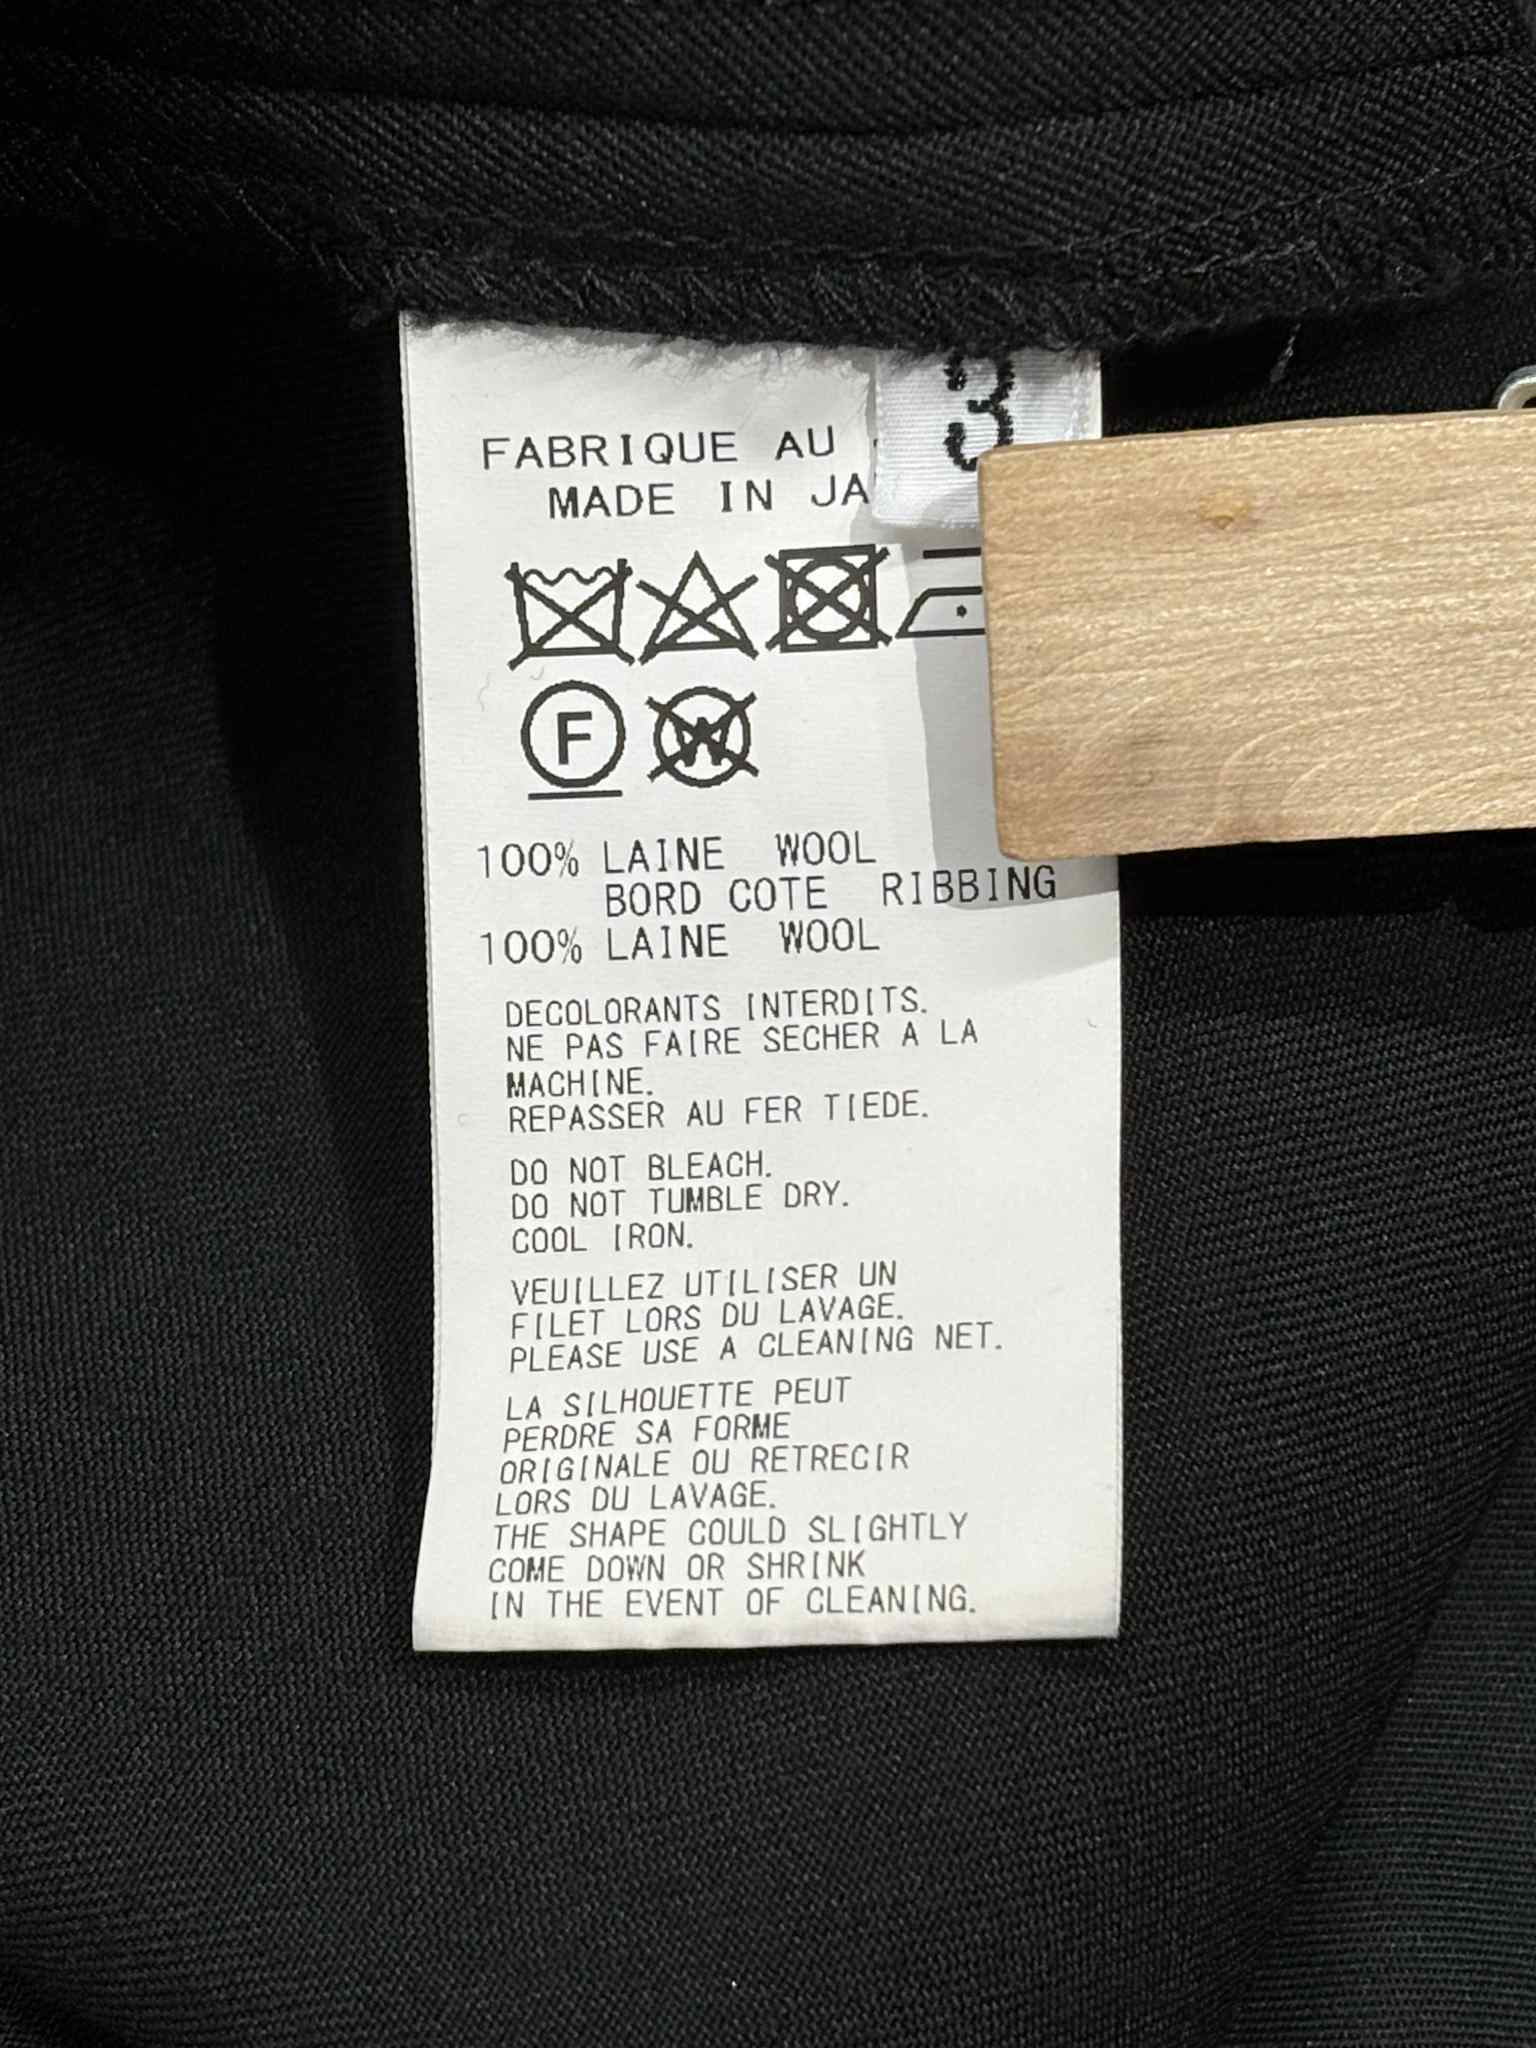 3
FABRIQUE AU
MADE IN JA
F
W
100% LAINE WOOL
BORD COTE RIBBING
100% LAINE WOOL
DECOLORANTS INTERDITS.
NE PAS FAIRE SECHER A LA
MACHINE.
REPASSER AU FER TIEDE.
DO NOT BLEACH.
DO NOT TUMBLE DRY.
COOL IRON.
VEUILLEZ UTILISER UN
FILET LORS DU LAVAGE.
PLEASE USE A CLEANING NET.
LA SILHOUETTE PEUT
PERDRE SA FORME
ORIGINALE OU RETRECIR
LORS DU LAVAGE.
THE SHAPE COULD SLIGHTLY
COME DOWN OR SHRINK
IN THE EVENT OF CLEANING.